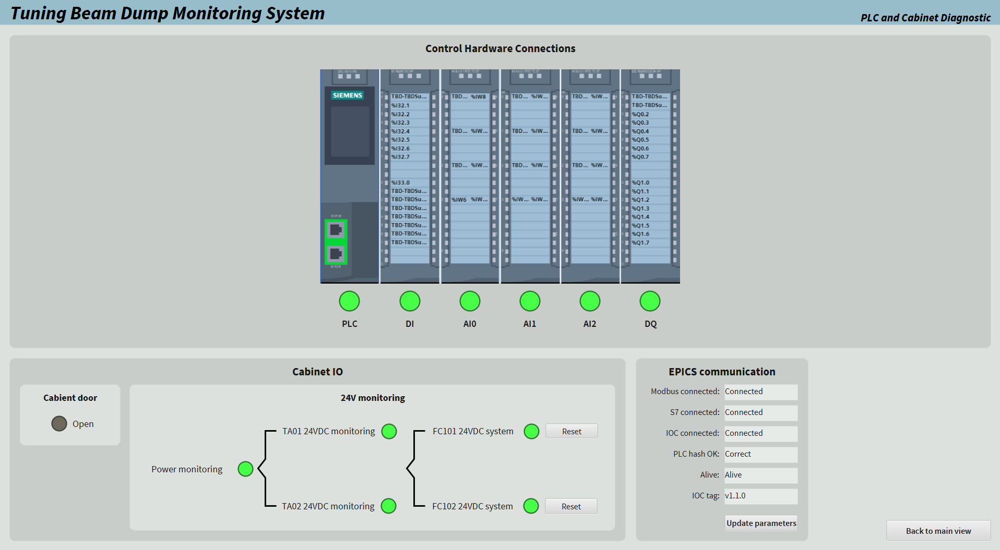 Tuning Beam Dump Monitoring System
PLC and Cabinet Diagnostic
Control Hardware Connections
SIEMENS
X1 P1 R
X1 P2 R
TBD-TBDSu...
%I32.1
%I32.2
%I32.3
%I32.4
%I32.5
%I32.6
%I32.7
%I33.0
TBD-TBDSu...
TBD-TBDSu...
TBD-TBDSu...
TBD-TBDSu...
TBD-TBDSu...
TBD-TBDSu...
TBD-TBDSu...
TBD... %IW8
TBD... %IW...
TBD... %IW...
%IW6 %IW...
TBD... %IW...
TBD... %IW...
TBD... %IW...
%IW... %IW...
TBD... %IW...
TBD... %IW...
TBD... %IW...
%IW... %IW...
TBD-TBDSu...
TBD-TBDSu...
%Q0.2
%Q0.3
%Q0.4
%Q0.5
%Q0.6
%Q0.7
%Q1.0
%Q1.1
%Q1.2
%Q1.3
%Q1.4
%Q1.5
%Q1.6
%Q1.7
PLC DI AI0 AI1 AI2 DQ
Cabinet IO
Cabient door
Open
24V monitoring
Power monitoring
TA01 24VDC monitoring
TA02 24VDC monitoring
FC101 24VDC system
Reset
FC102 24VDC system
Reset
EPICS communication
Modbus connected: Connected
S7 connected: Connected
IOC connected: Connected
PLC hash OK: Correct
Alive: Alive
IOC tag: v1.1.0
Update parameters
Back to main view